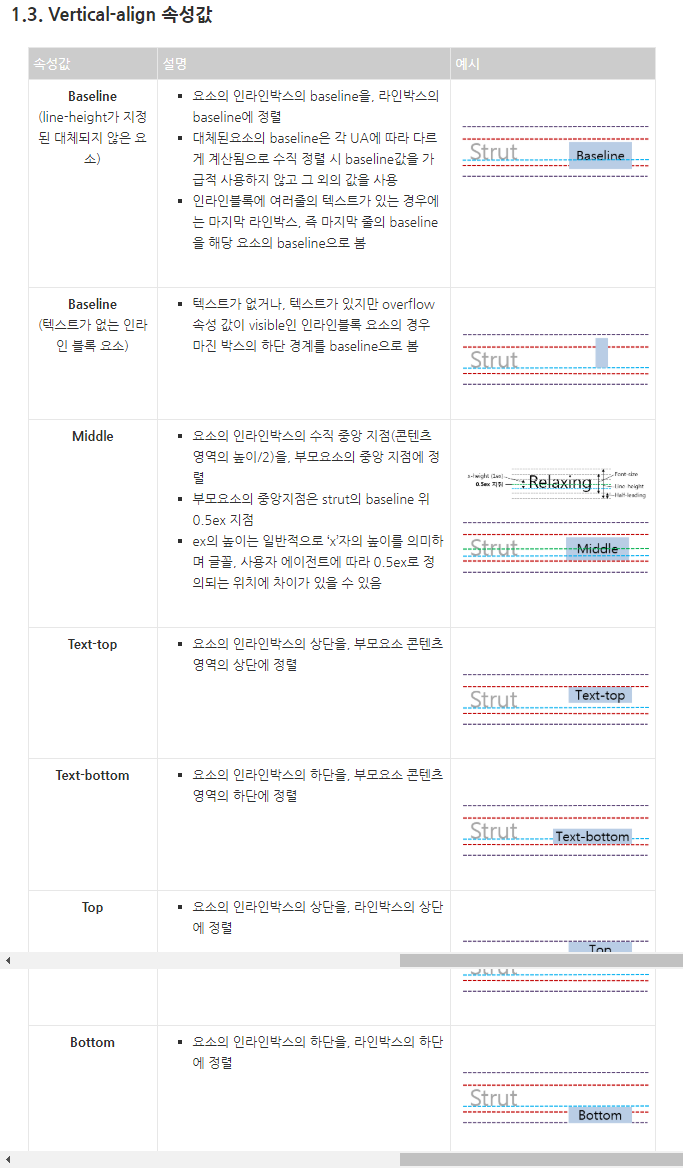 1.3. Vertical-align 속성값
속성값 설명 예시
Baseline
(line-height가 지정
된 대체되지 않은 요
소)
요소의 인라인박스의 baseline을, 라인박스의
baseline에 정렬
대체된요소의 baseline은 각 UA에 따라 다르
게 계산됨으로 수직 정렬 시 baseline값을 가
급적 사용하지 않고 그 외의 값을 사용
인라인블록에 여러줄의 텍스트가 있는 경우에
는 마지막 라인박스, 즉 마지막 줄의 baseline
을 해당 요소의 baseline으로 봄
Strut Baseline
Baseline
(텍스트가 없는 인라
인 블록 요소)
텍스트가 없거나, 텍스트가 있지만 overflow
속성 값이 visible인 인라인블록 요소의 경우
마진 박스의 하단 경계를 baseline으로 봄
Strut
Middle
요소의 인라인박스의 수직 중앙 지점(콘텐츠
영역의 높이/2)을, 부모요소의 중앙 지점에 정
렬
부모요소의 중앙지점은 strut의 baseline 위
0.5ex 지점
ex의 높이는 일반적으로 ‘x’자의 높이를 의미하
며 글꼴, 사용자 에이전트에 따라 0.5ex로 정
의되는 위치에 차이가 있을 수 있음
x-height (1ex)
0.5ex 지점
Relaxing
Font-size
Line-height
Half-leading
Strut Middle
Text-top
요소의 인라인박스의 상단을, 부모요소 콘텐츠
영역의 상단에 정렬
Strut Text-top
Text-bottom
요소의 인라인박스의 하단을, 부모요소 콘텐츠
영역의 하단에 정렬
Strut Text-bottom
Top
요소의 인라인박스의 상단을, 라인박스의 상단
에 정렬
Top
Strut
Bottom
요소의 인라인박스의 하단을, 라인박스의 하단
에 정렬
Strut Bottom